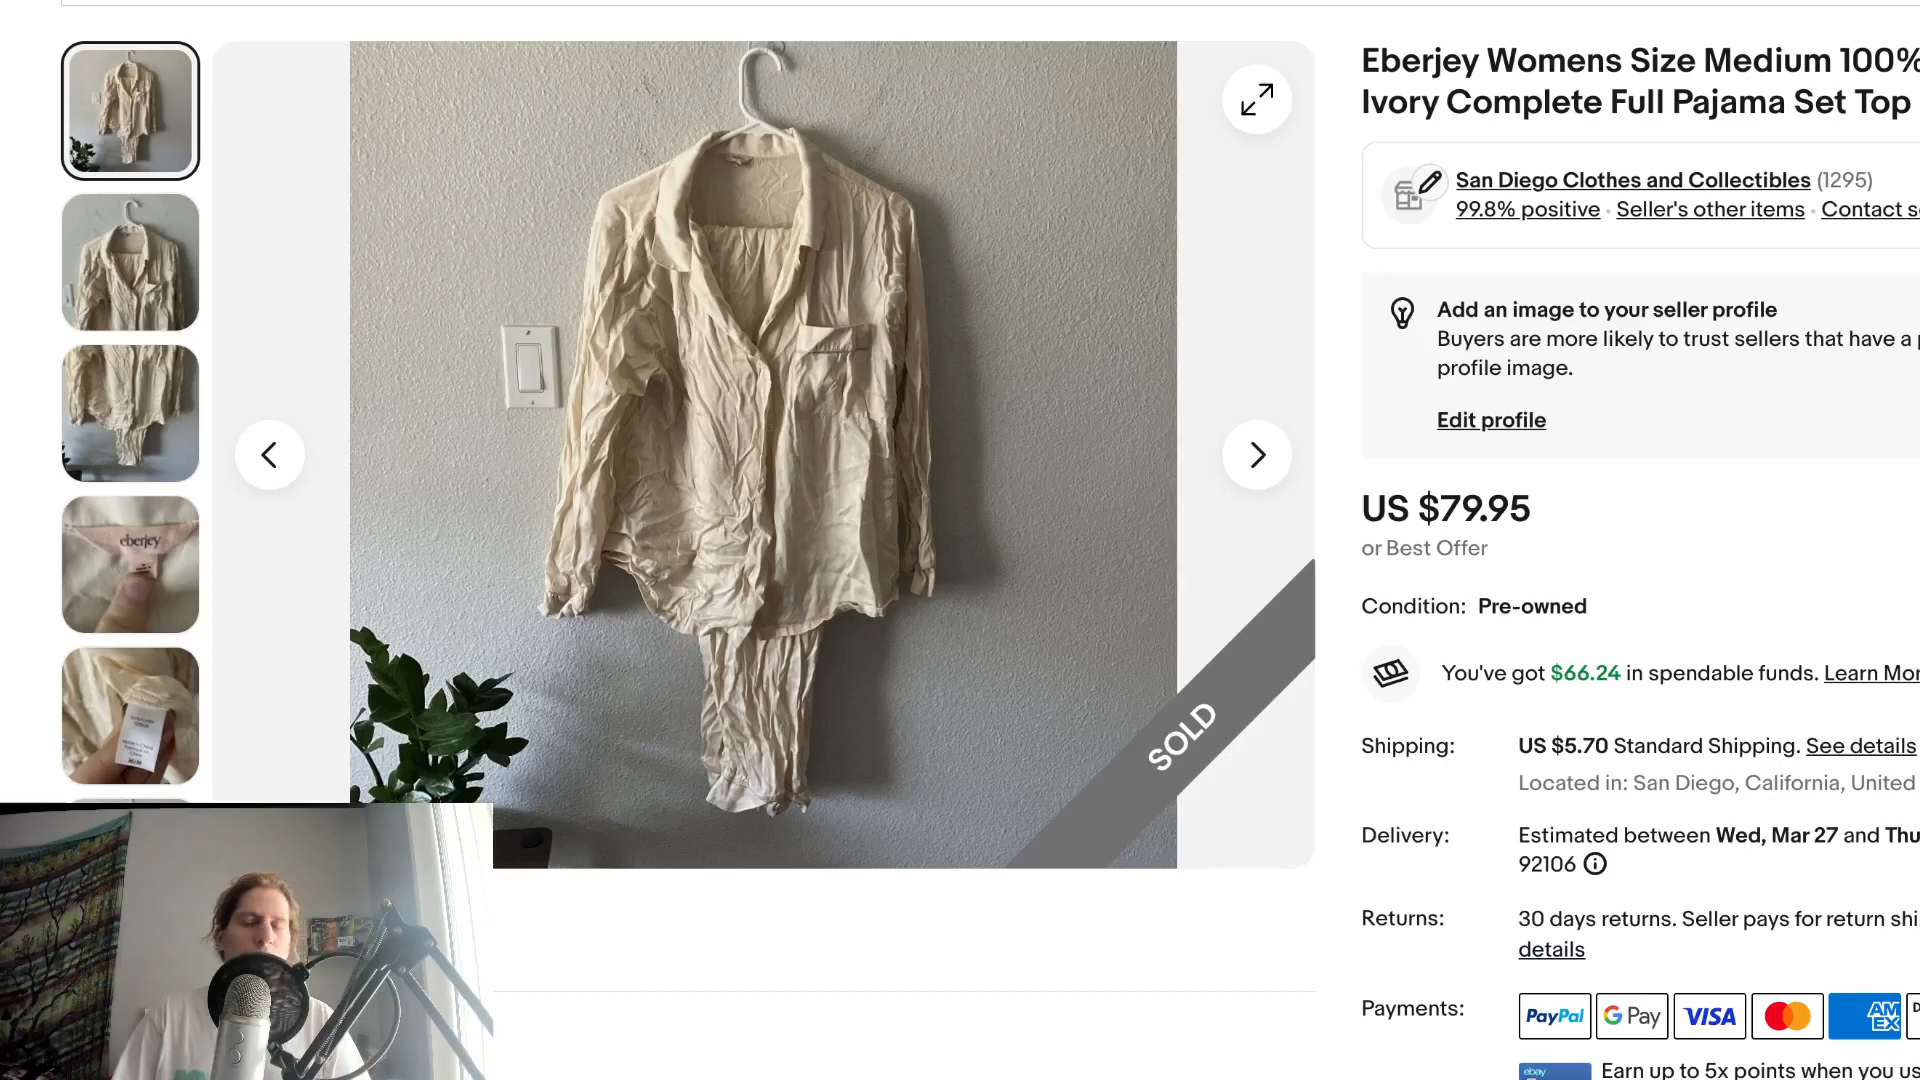 Eberjey Womens Size Medium 100%
Ivory Complete Full Pajama Set Top
San Diego Clothes and Collectibles (1295)
99.8% positive · Seller's other items · Contact s
Add an image to your seller profile
Buyers are more likely to trust sellers that have a
profile image.
Edit profile
US $79.95
or Best Offer
Condition: Pre-owned
You've got $66.24 in spendable funds. Learn Mor
Shipping: US $5.70 Standard Shipping. See details
Located in: San Diego, California, United
Delivery: Estimated between Wed, Mar 27 and Thu
92106
Returns: 30 days returns. Seller pays for return shi
details
Payments: PayPal G Pay VISA AM EX D
ebay Earn up to 5x points when you us
SOLD
eberjey